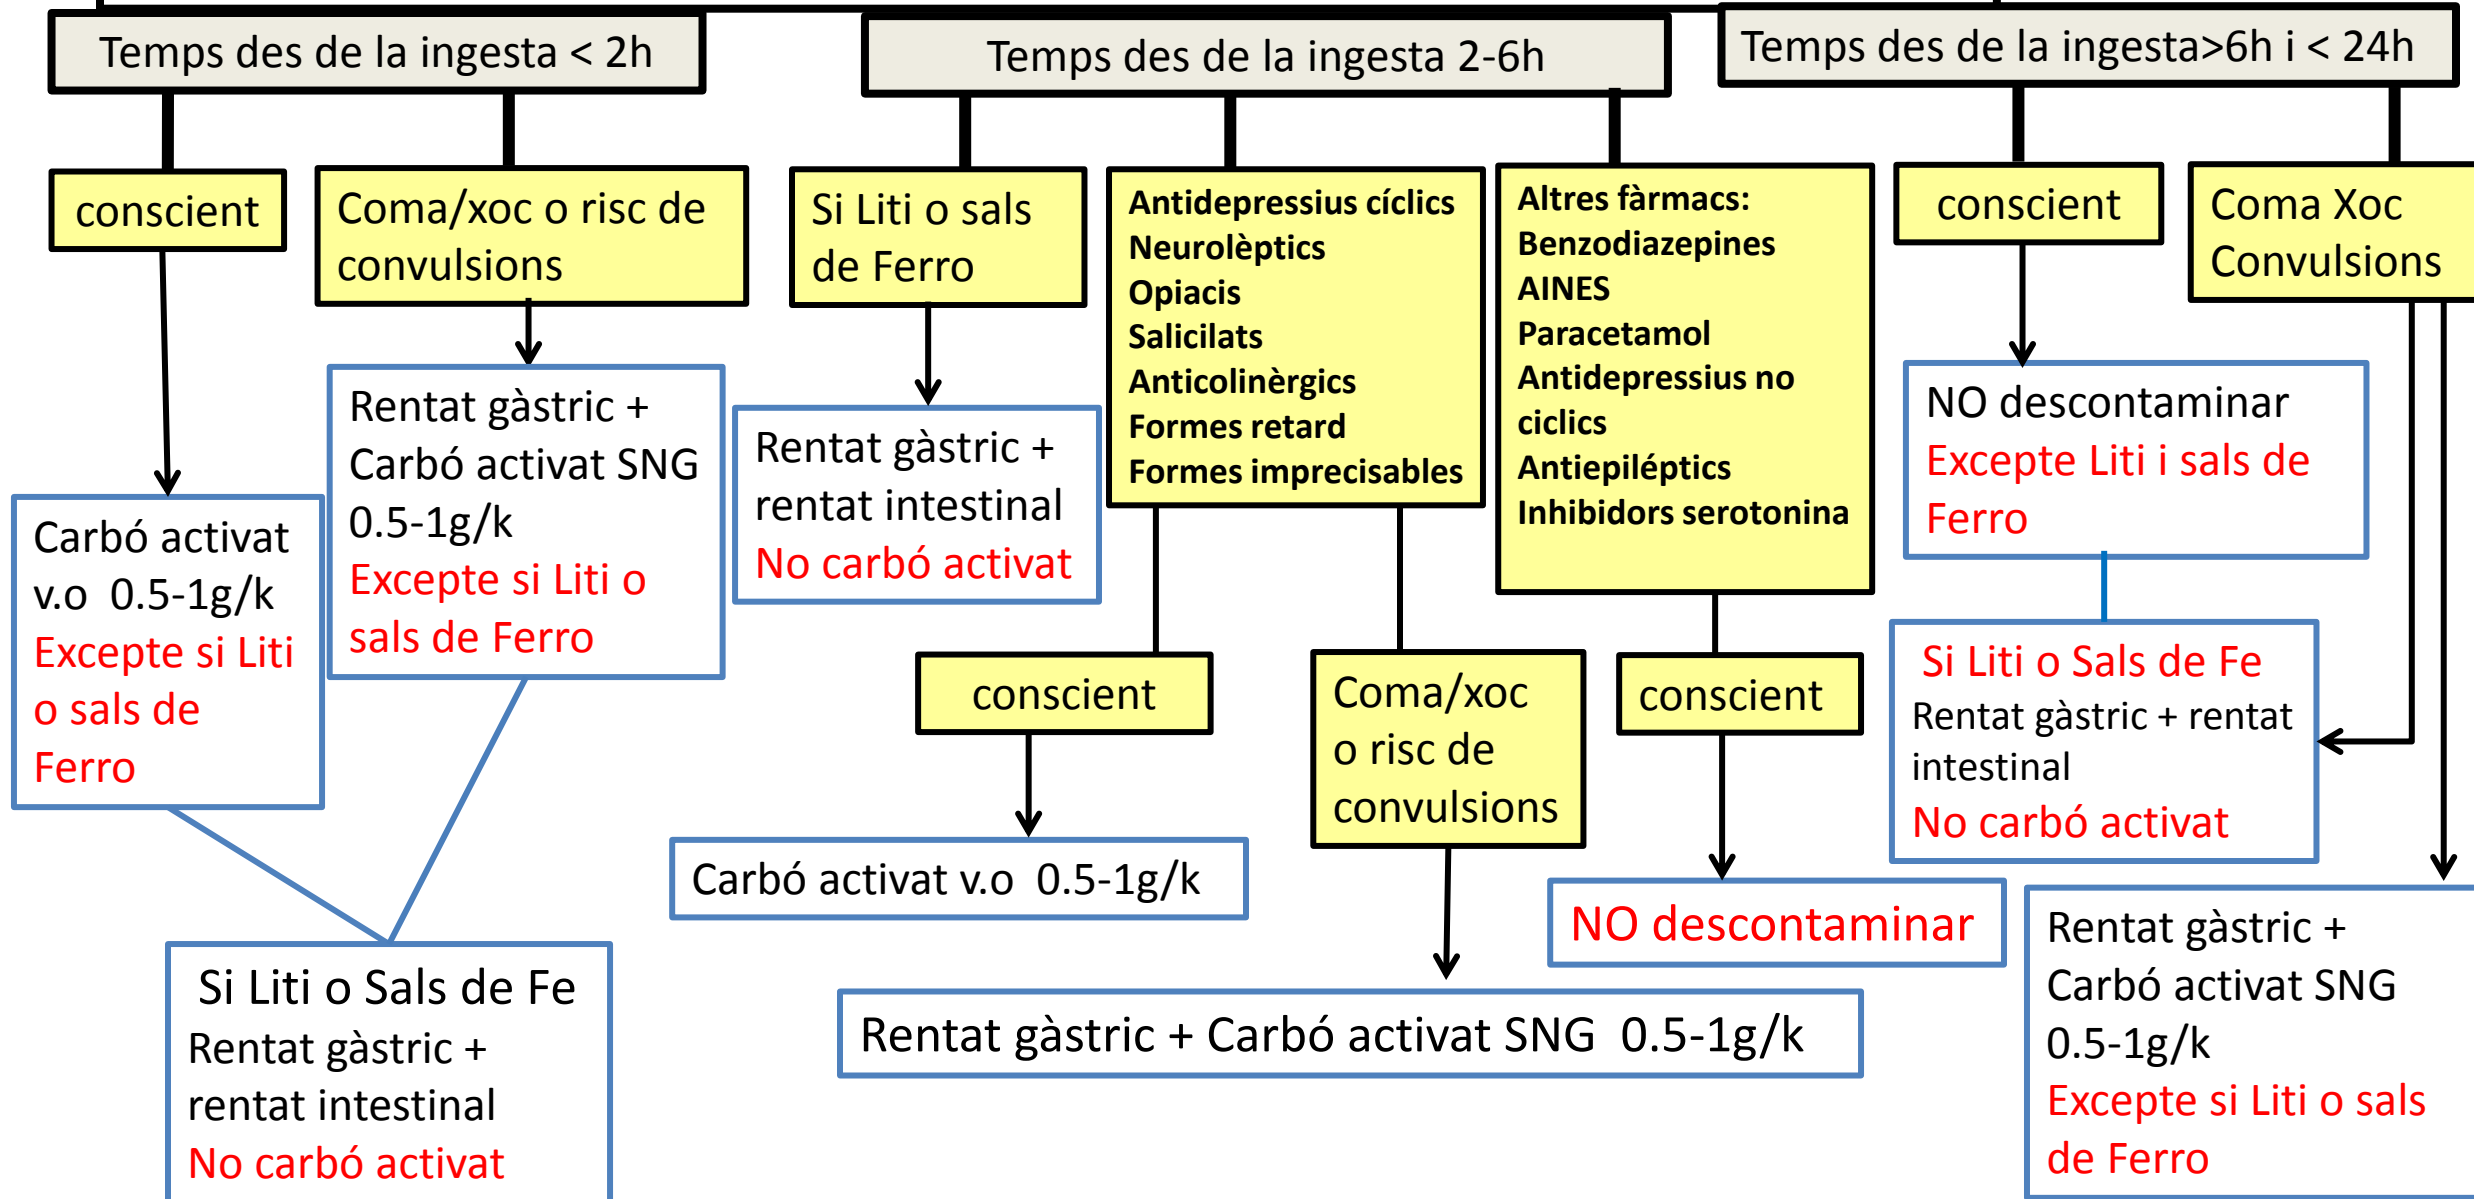 Temps des de la ingesta < 2h
Temps des de la ingesta 2-6h
Temps des de la ingesta>6h i < 24h
conscient
Coma/xoc o risc de
convulsions
Si Liti o sals
de Ferro
Antidepressius cíclics
Neurolèptics
Opiacis
Salicilats
Anticolinèrgics
Formes retard
Formes imprecisables
Altres fàrmacs:
Benzodiazepines
AINES
Paracetamol
Antidepressius no
ciclics
Antiepiléptics
Inhibidors serotonina
conscient
Coma Xoc
Convulsions
Carbó activat
v.o 0.5-1g/k
Excepte si Liti
o sals de
Ferro
Rentat gàstric +
Carbó activat SNG
0.5-1g/k
Excepte si Liti o
sals de Ferro
Rentat gàstric +
rentat intestinal
No carbó activat
NO descontaminar
Excepte Liti i sals de
Ferro
conscient
Coma/xoc
o risc de
convulsions
conscient
Si Liti o Sals de Fe
Rentat gàstric + rentat
intestinal
No carbó activat
Carbó activat v.o 0.5-1g/k
NO descontaminar
Rentat gàstric + Carbó activat SNG 0.5-1g/k
Si Liti o Sals de Fe
Rentat gàstric +
rentat intestinal
No carbó activat
Rentat gàstric +
Carbó activat SNG
0.5-1g/k
Excepte si Liti o sals
de Ferro